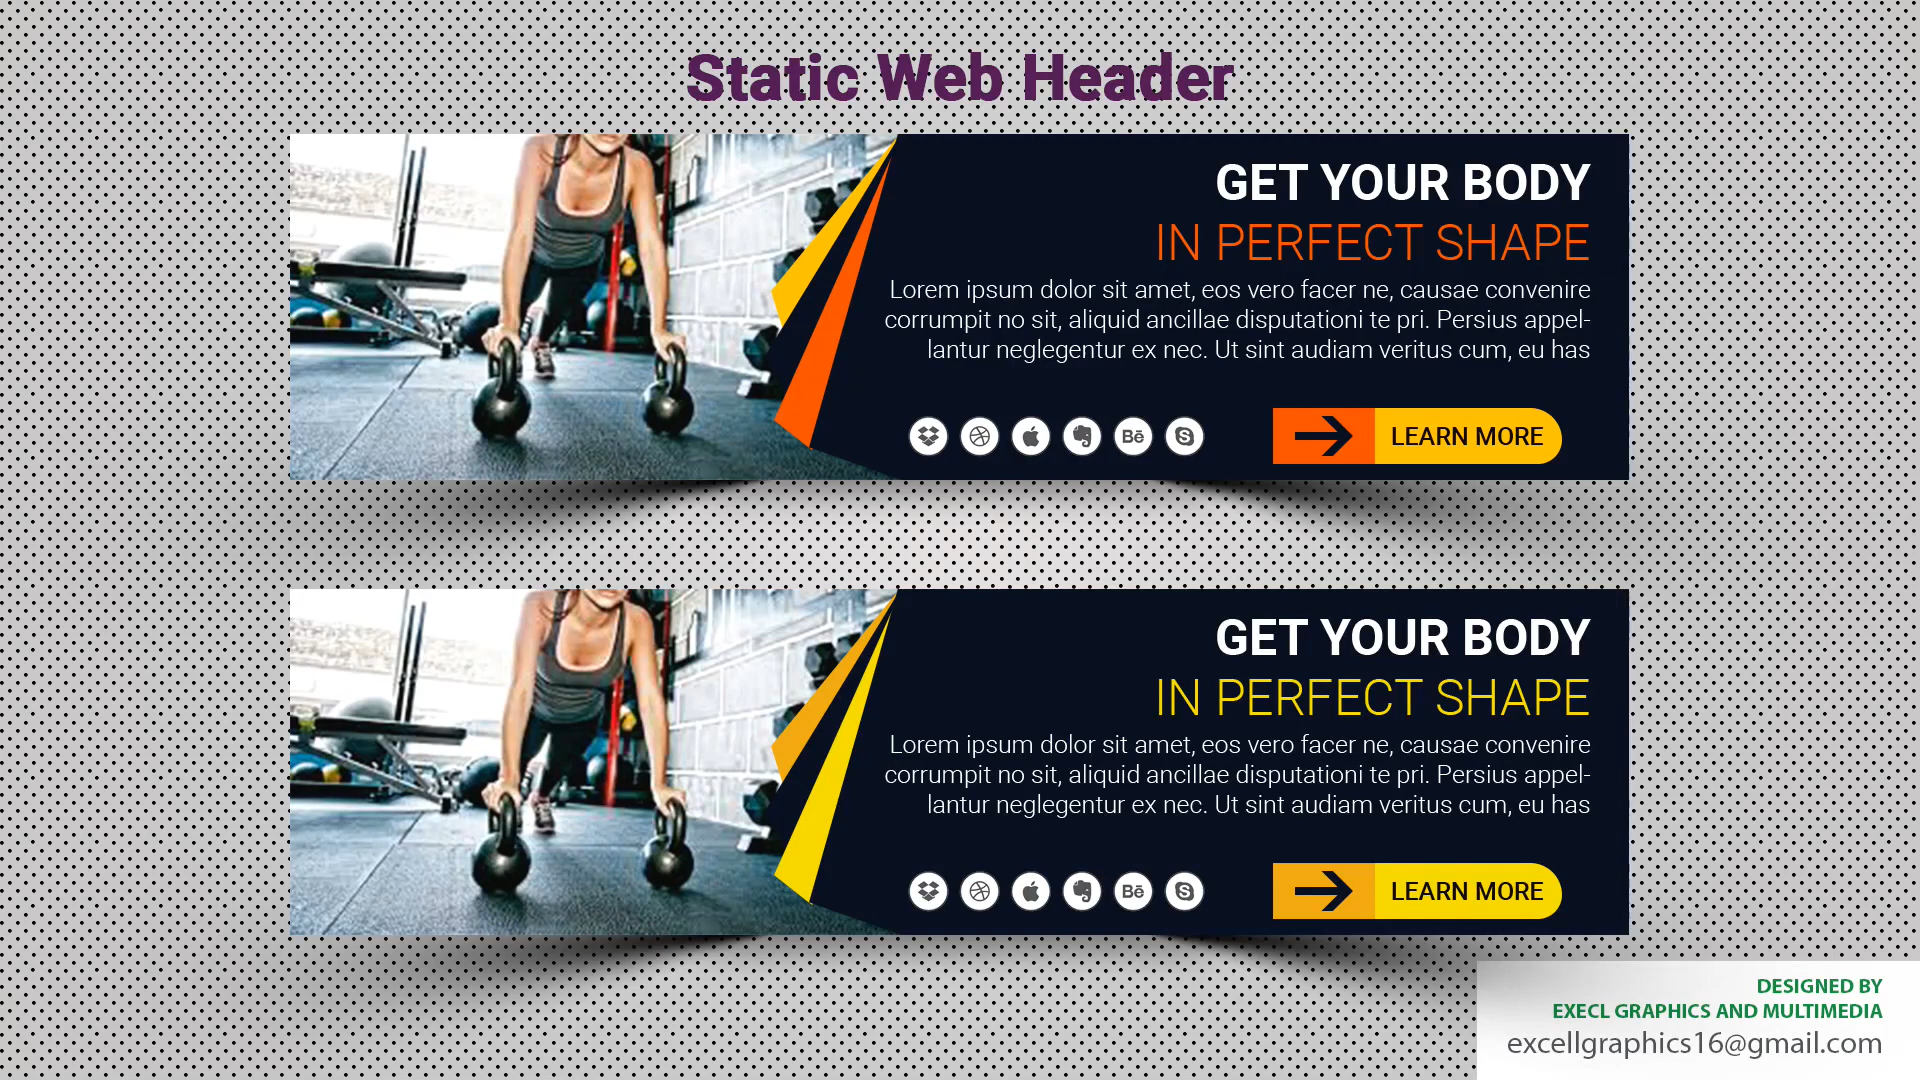 Static Web Header
GET YOUR BODY
IN PERFECT SHAPE
Lorem ipsum dolor sit amet, eos vero facer ne, causae convenire
corrumpit no sit, aliquid ancillae disputationi te pri. Persius appel-
lantur neglegentur ex nec. Ut sint audiam veritus cum, eu has
Bē
S
LEARN MORE
GET YOUR BODY
IN PERFECT SHAPE
Lorem ipsum dolor sit amet, eos vero facer ne, causae convenire
corrumpit no sit, aliquid ancillae disputationi te pri. Persius appel-
lantur neglegentur ex nec. Ut sint audiam veritus cum, eu has
Bē
S
LEARN MORE
DESIGNED BY
EXECL GRAPHICS AND MULTIMEDIA
excellgraphics16@gmail.com